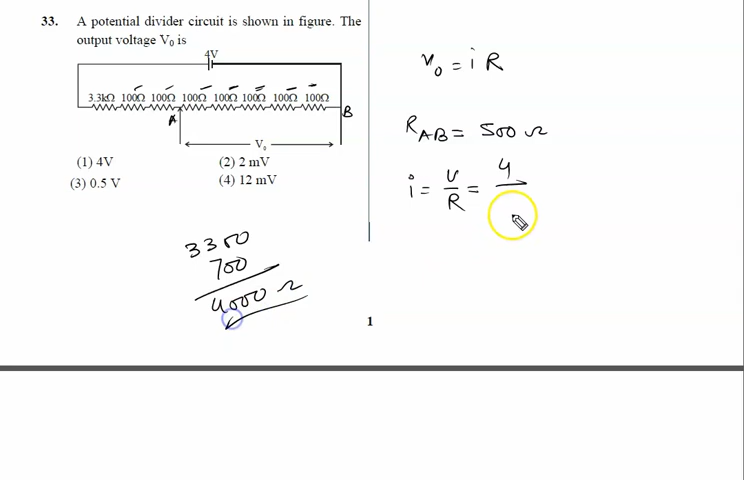 33. A potential divider circuit is shown in figure. The
output voltage V₀ is
4V
3.3kΩ 100Ω 100Ω 100Ω 100Ω 100Ω 100Ω 100Ω
A
B
V₀
(1) 4V (2) 2 mV
(3) 0.5 V (4) 12 mV
3300
700
4000 Ω
1
V₀ = i R
R_AB = 500 Ω
i = V/R = 4